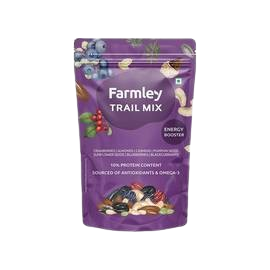 Farmley
TRAIL MIX
ENERGY
BOOSTER
CRANBERRIES | ALMONDS | CASHEWS | PUMPKIN SEEDS
SUNFLOWER SEEDS | BLUEBERRIES | BLACKCURRANTS
10% PROTEIN CONTENT
SOURCED OF ANTIOXIDANTS & OMEGA-3